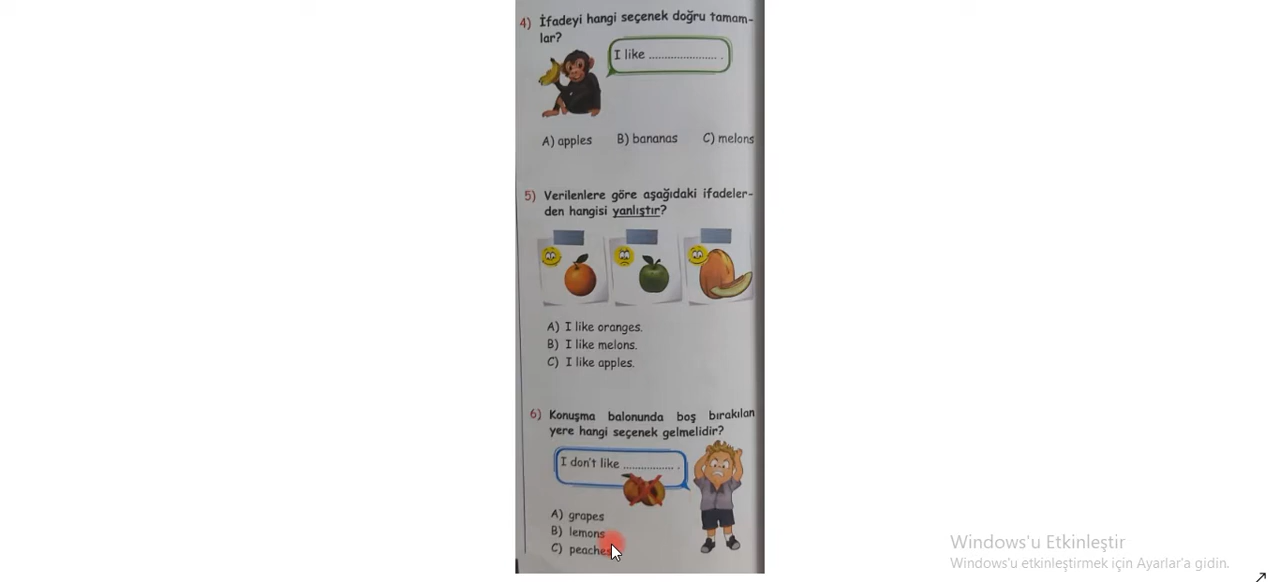 4) İfadeyi hangi seçenek doğru tamam-
lar?
I like ...................... .
A) apples B) bananas C) melons
5) Verilenlere göre aşağıdaki ifadeler-
den hangisi yanlıştır?
A) I like oranges.
B) I like melons.
C) I like apples.
6) Konuşma balonunda boş bırakılan
yere hangi seçenek gelmelidir?
I don't like ................ .
A) grapes
B) lemons
C) peaches
Windows'u Etkinleştir
Windows'u etkinleştirmek için Ayarlar'a gidin.